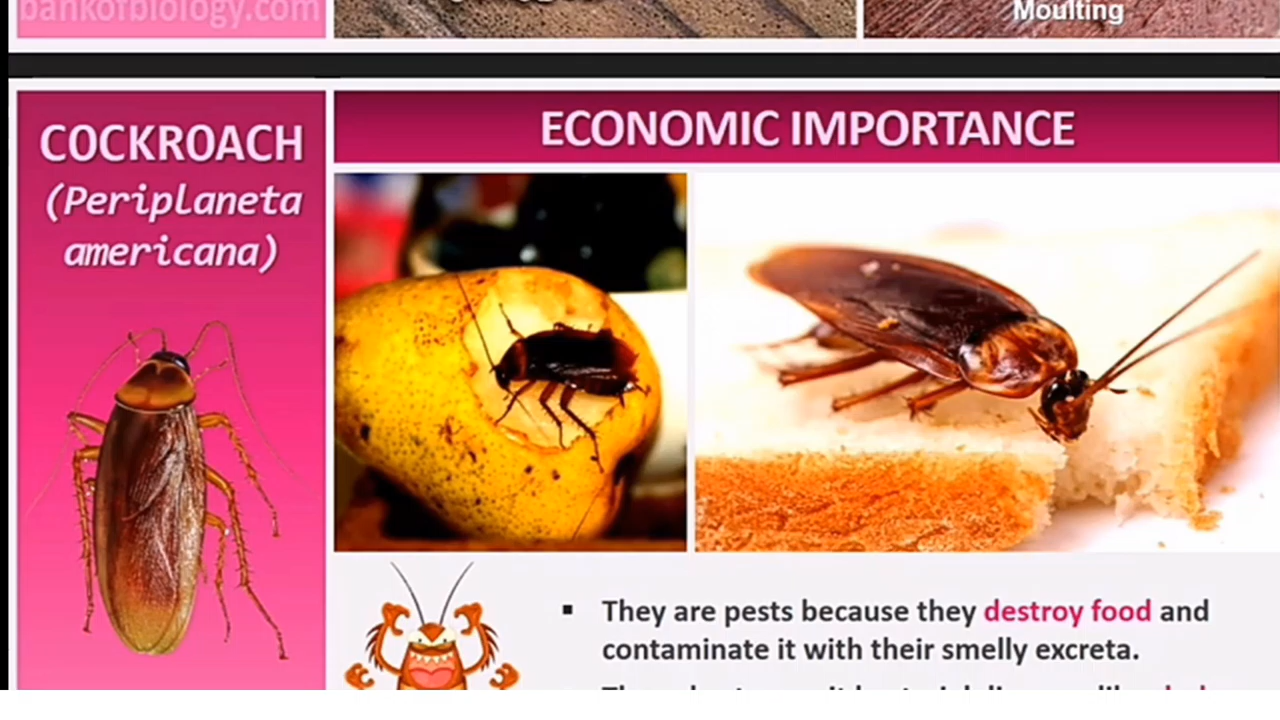 bankofbiology.com
Moulting
COCKROACH
(Periplaneta
americana)
ECONOMIC IMPORTANCE
▪ They are pests because they destroy food and
contaminate it with their smelly excreta.